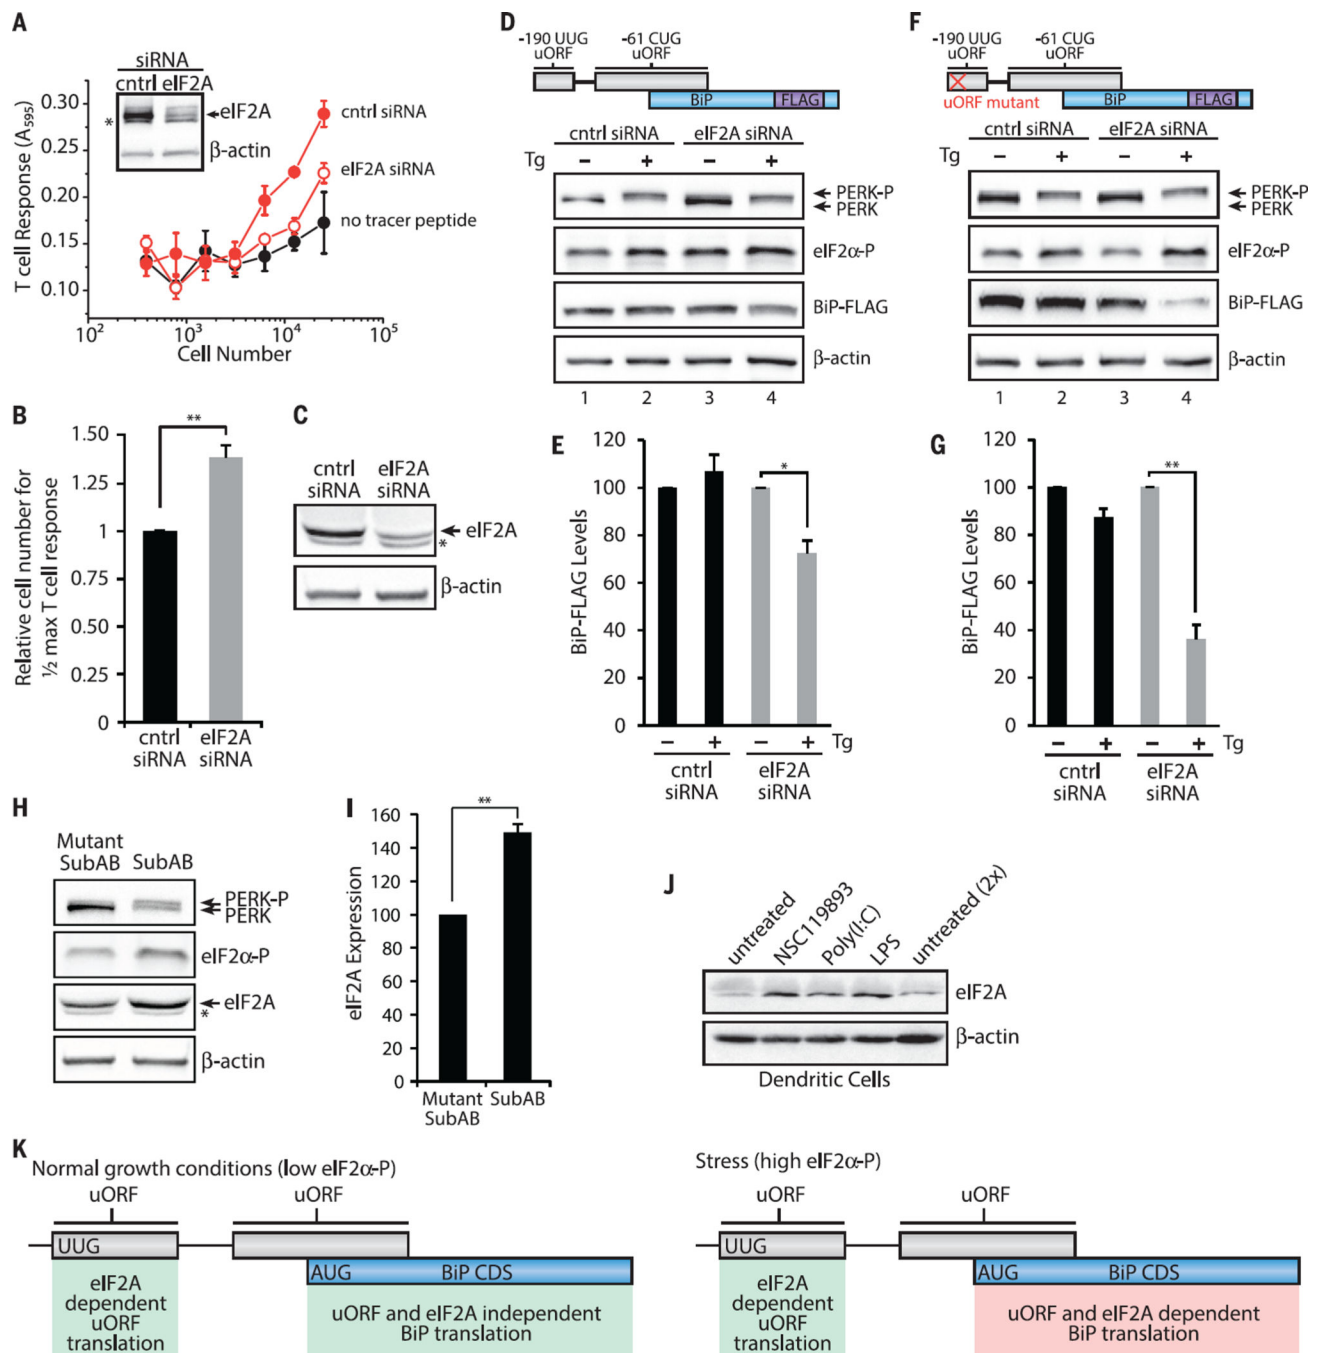 A
siRNA
cntrl eIF2A
eIF2A
*
β-actin
0.30
0.25
0.20
0.15
0.10
T cell Response (A595)
10² 10³ 10⁴ 10⁵
Cell Number
cntrl siRNA
eIF2A siRNA
no tracer peptide
B
**
1.50
1.25
1
0.75
0.50
0.25
0
Relative cell number for
½ max T cell response
cntrl siRNA
eIF2A siRNA
C
cntrl siRNA
eIF2A siRNA
eIF2A
*
β-actin
D
-190 UUG uORF
-61 CUG uORF
BiP FLAG
cntrl siRNA eIF2A siRNA
Tg − + − +
PERK-P
PERK
eIF2α-P
BiP-FLAG
β-actin
1 2 3 4
E
120
100
80
60
40
20
0
BiP-FLAG Levels
*
− + − + Tg
cntrl siRNA
eIF2A siRNA
F
-190 UUG uORF
-61 CUG uORF
uORF mutant
BiP FLAG
cntrl siRNA eIF2A siRNA
Tg − + − +
PERK-P
PERK
eIF2α-P
BiP-FLAG
β-actin
1 2 3 4
G
120
100
80
60
40
20
0
BiP-FLAG Levels
**
− + − + Tg
cntrl siRNA
eIF2A siRNA
H
Mutant SubAB
SubAB
PERK-P
PERK
eIF2α-P
eIF2A
*
β-actin
I
**
160
140
120
100
80
60
40
20
0
eIF2A Expression
Mutant SubAB
SubAB
J
untreated
NSC119893
Poly(I:C)
LPS
untreated (2x)
eIF2A
β-actin
Dendritic Cells
K
Normal growth conditions (low eIF2α-P)
uORF uORF
UUG
AUG BiP CDS
eIF2A
dependent
uORF
translation
uORF and eIF2A independent
BiP translation
Stress (high eIF2α-P)
uORF uORF
UUG
AUG BiP CDS
eIF2A
dependent
uORF
translation
uORF and eIF2A dependent
BiP translation